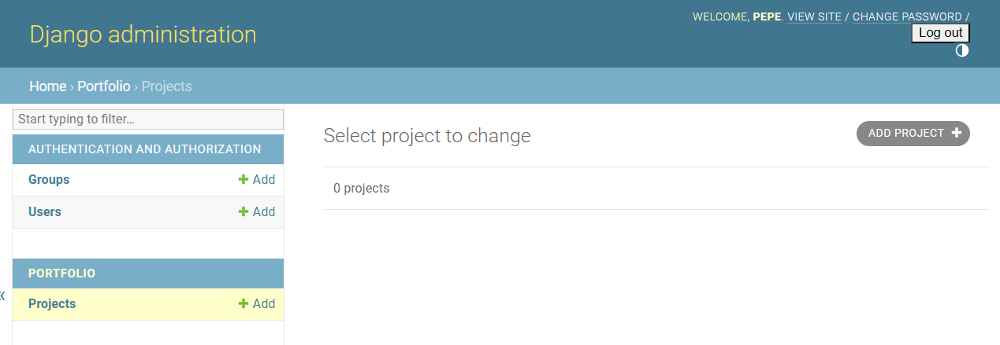 Django administration
WELCOME, PEPE. VIEW SITE / CHANGE PASSWORD /
Log out
Home › Portfolio › Projects
Start typing to filter…
AUTHENTICATION AND AUTHORIZATION
Groups + Add
Users + Add
PORTFOLIO
Projects + Add
«
Select project to change
ADD PROJECT +
0 projects